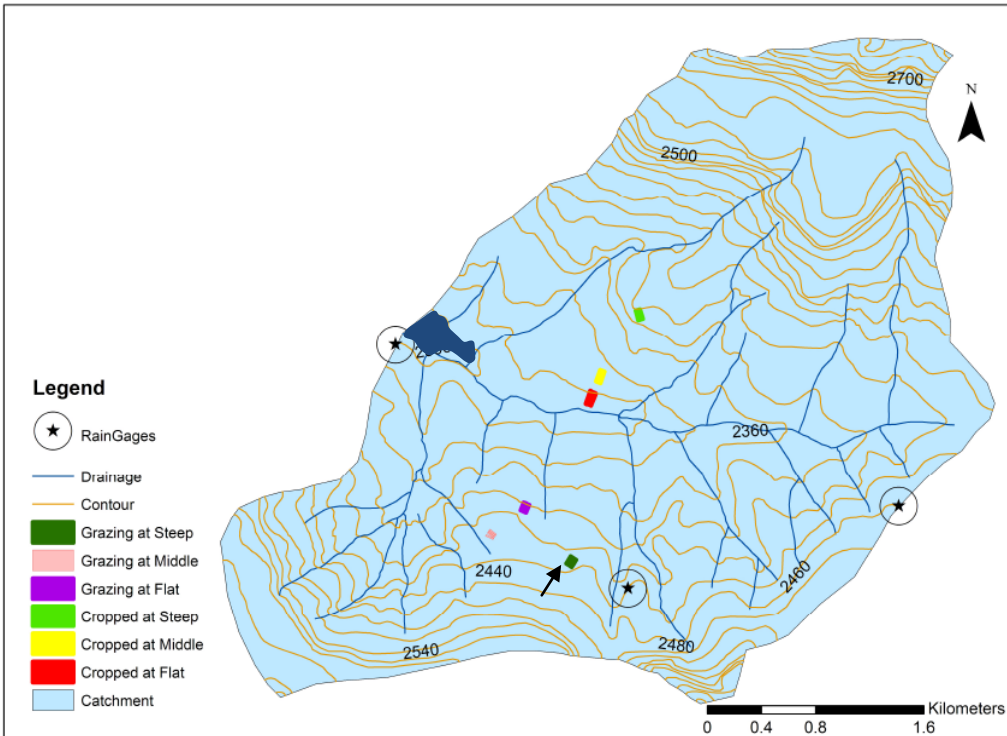 2700
N
2500
Legend
RainGages
Drainage
Contour
Grazing at Steep
Grazing at Middle
Grazing at Flat
Cropped at Steep
Cropped at Middle
Cropped at Flat
Catchment
2360
2440
2460
2540
2480
Kilometers
0 0.4 0.8 1.6